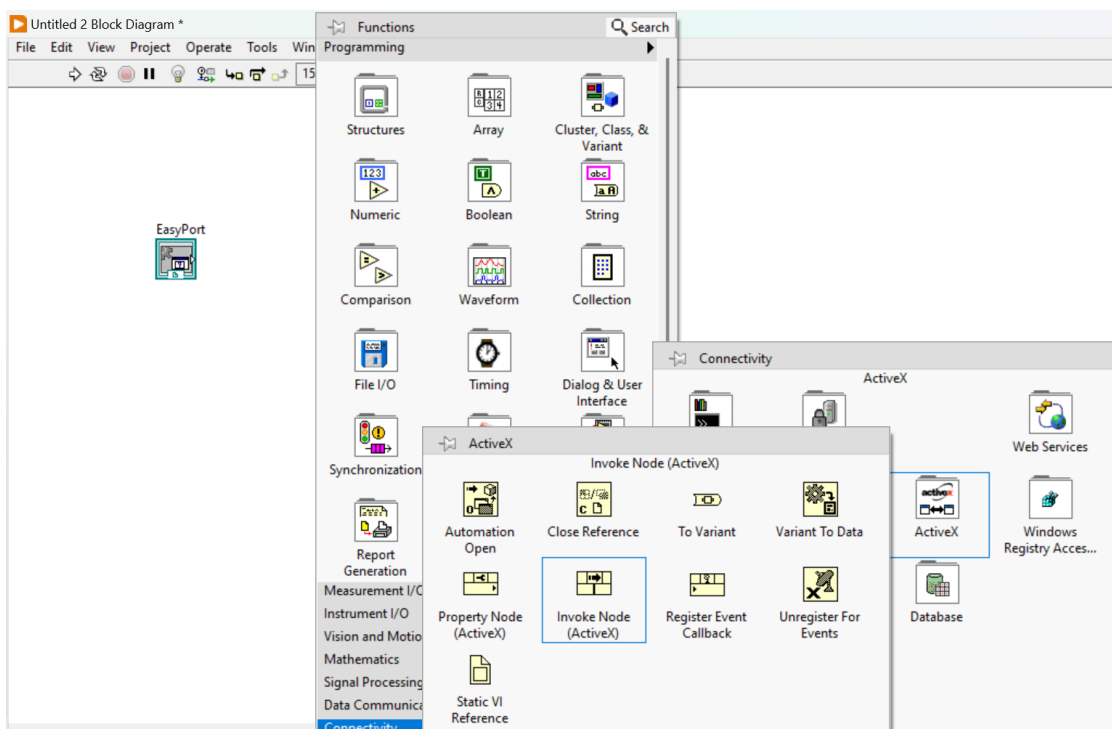 Untitled 2 Block Diagram *
File Edit View Project Operate Tools Win
15
EasyPort
Functions
Search
Programming
Structures
Array
Cluster, Class, &
Variant
Numeric
Boolean
String
Comparison
Waveform
Collection
File I/O
Timing
Dialog & User
Interface
Synchronization
Report
Generation
Measurement I/O
Instrument I/O
Vision and Motio
Mathematics
Signal Processing
Data Communica
Connectivity
Connectivity
ActiveX
Web Services
ActiveX
Windows
Registry Acces...
Database
ActiveX
Invoke Node (ActiveX)
Automation
Open
Close Reference
To Variant
Variant To Data
Property Node
(ActiveX)
Invoke Node
(ActiveX)
Register Event
Callback
Unregister For
Events
Static VI
Reference